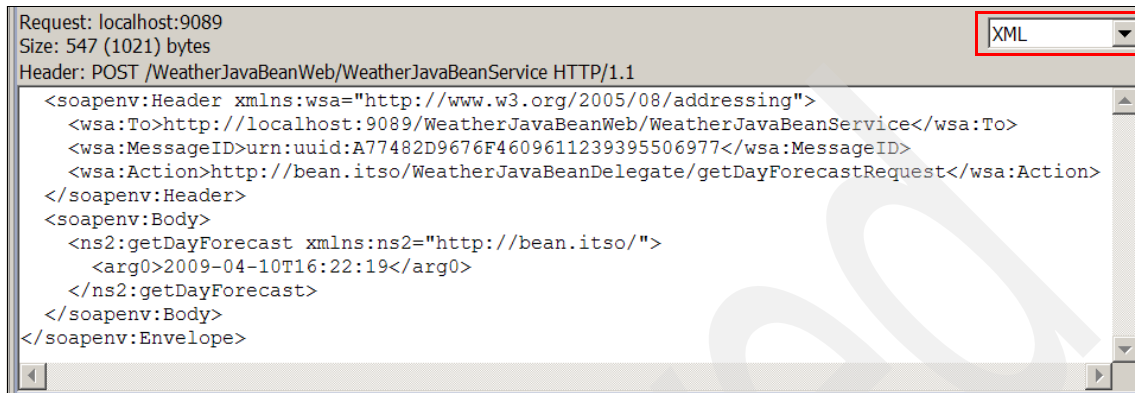 Request: localhost:9089
XML
Size: 547 (1021) bytes
Header: POST /WeatherJavaBeanWeb/WeatherJavaBeanService HTTP/1.1
<soapenv:Header xmlns:wsa="http://www.w3.org/2005/08/addressing">
<wsa:To>http://localhost:9089/WeatherJavaBeanWeb/WeatherJavaBeanService</wsa:To>
<wsa:MessageID>urn:uuid:A77482D9676F4609611239395506977</wsa:MessageID>
<wsa:Action>http://bean.itso/WeatherJavaBeanDelegate/getDayForecastRequest</wsa:Action>
</soapenv:Header>
<soapenv:Body>
<ns2:getDayForecast xmlns:ns2="http://bean.itso/">
<arg0>2009-04-10T16:22:19</arg0>
</ns2:getDayForecast>
</soapenv:Body>
</soapenv:Envelope>